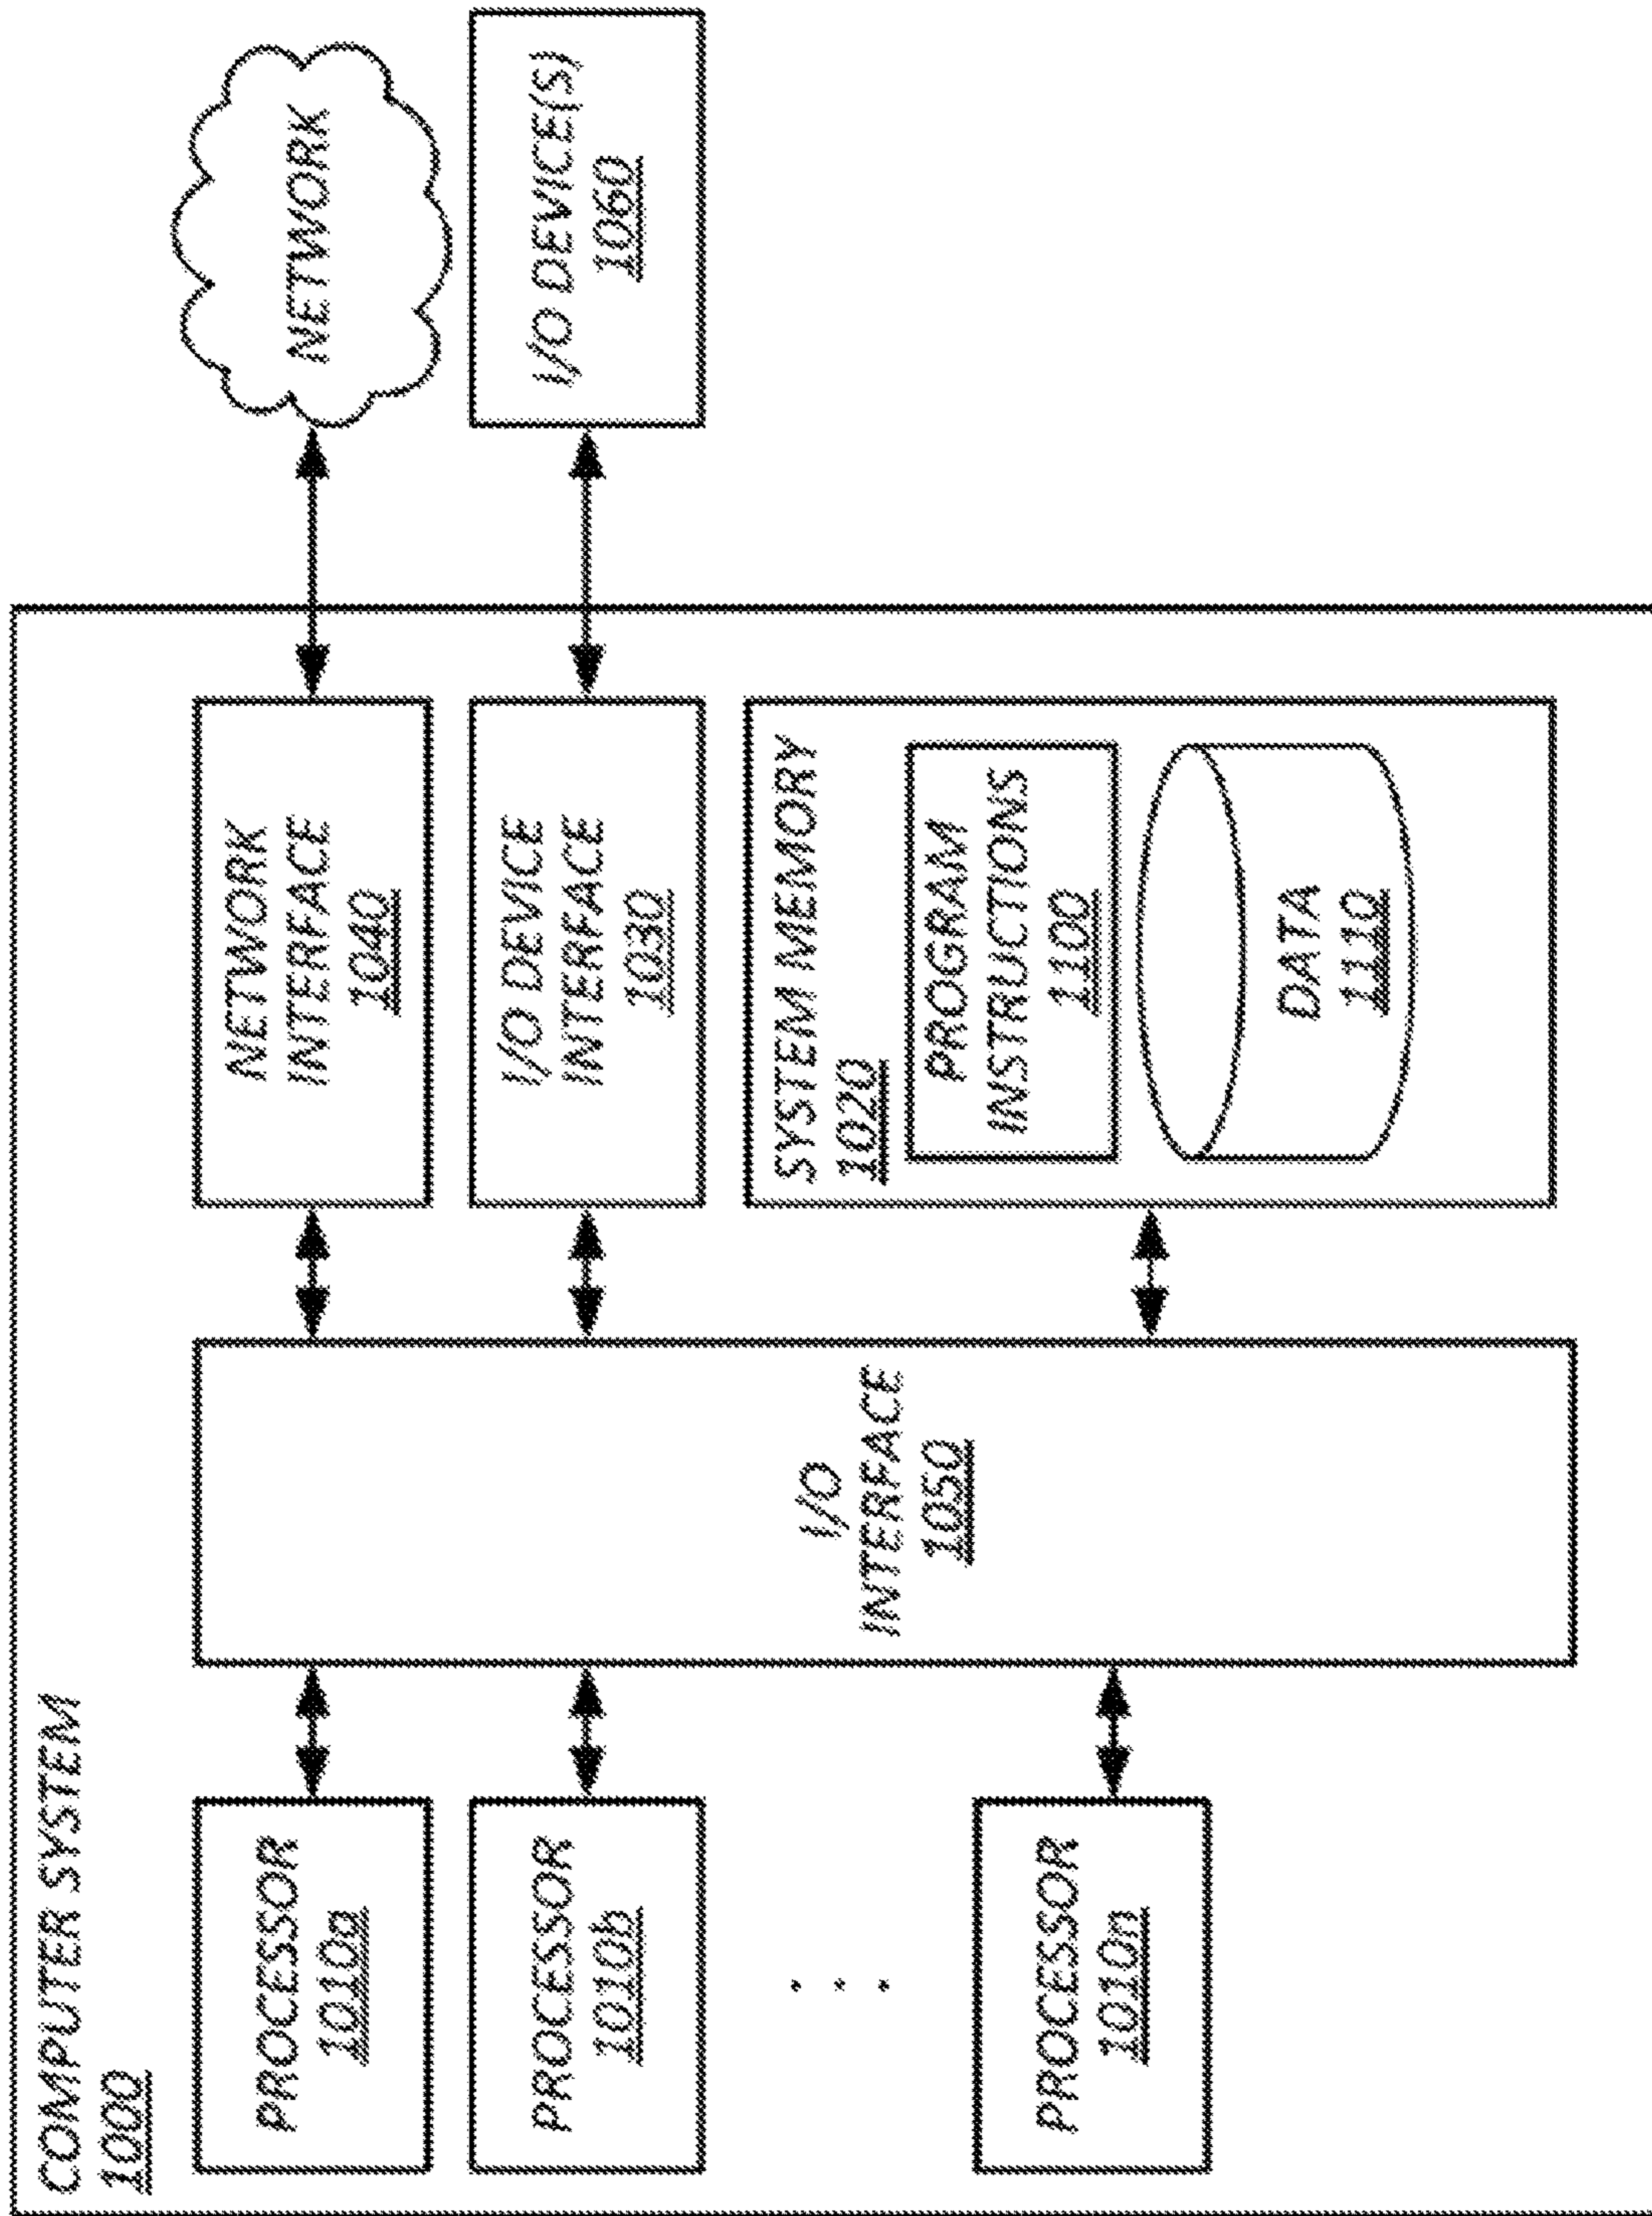 COMPUTER SYSTEM
1000
PROCESSOR
1010a
PROCESSOR
1010b
. . .
PROCESSOR
1010n
I/O
INTERFACE
1050
NETWORK
INTERFACE
1040
I/O DEVICE
INTERFACE
1030
SYSTEM MEMORY
1020
PROGRAM
INSTRUCTIONS
1100
DATA
1110
NETWORK
I/O DEVICE(S)
1060